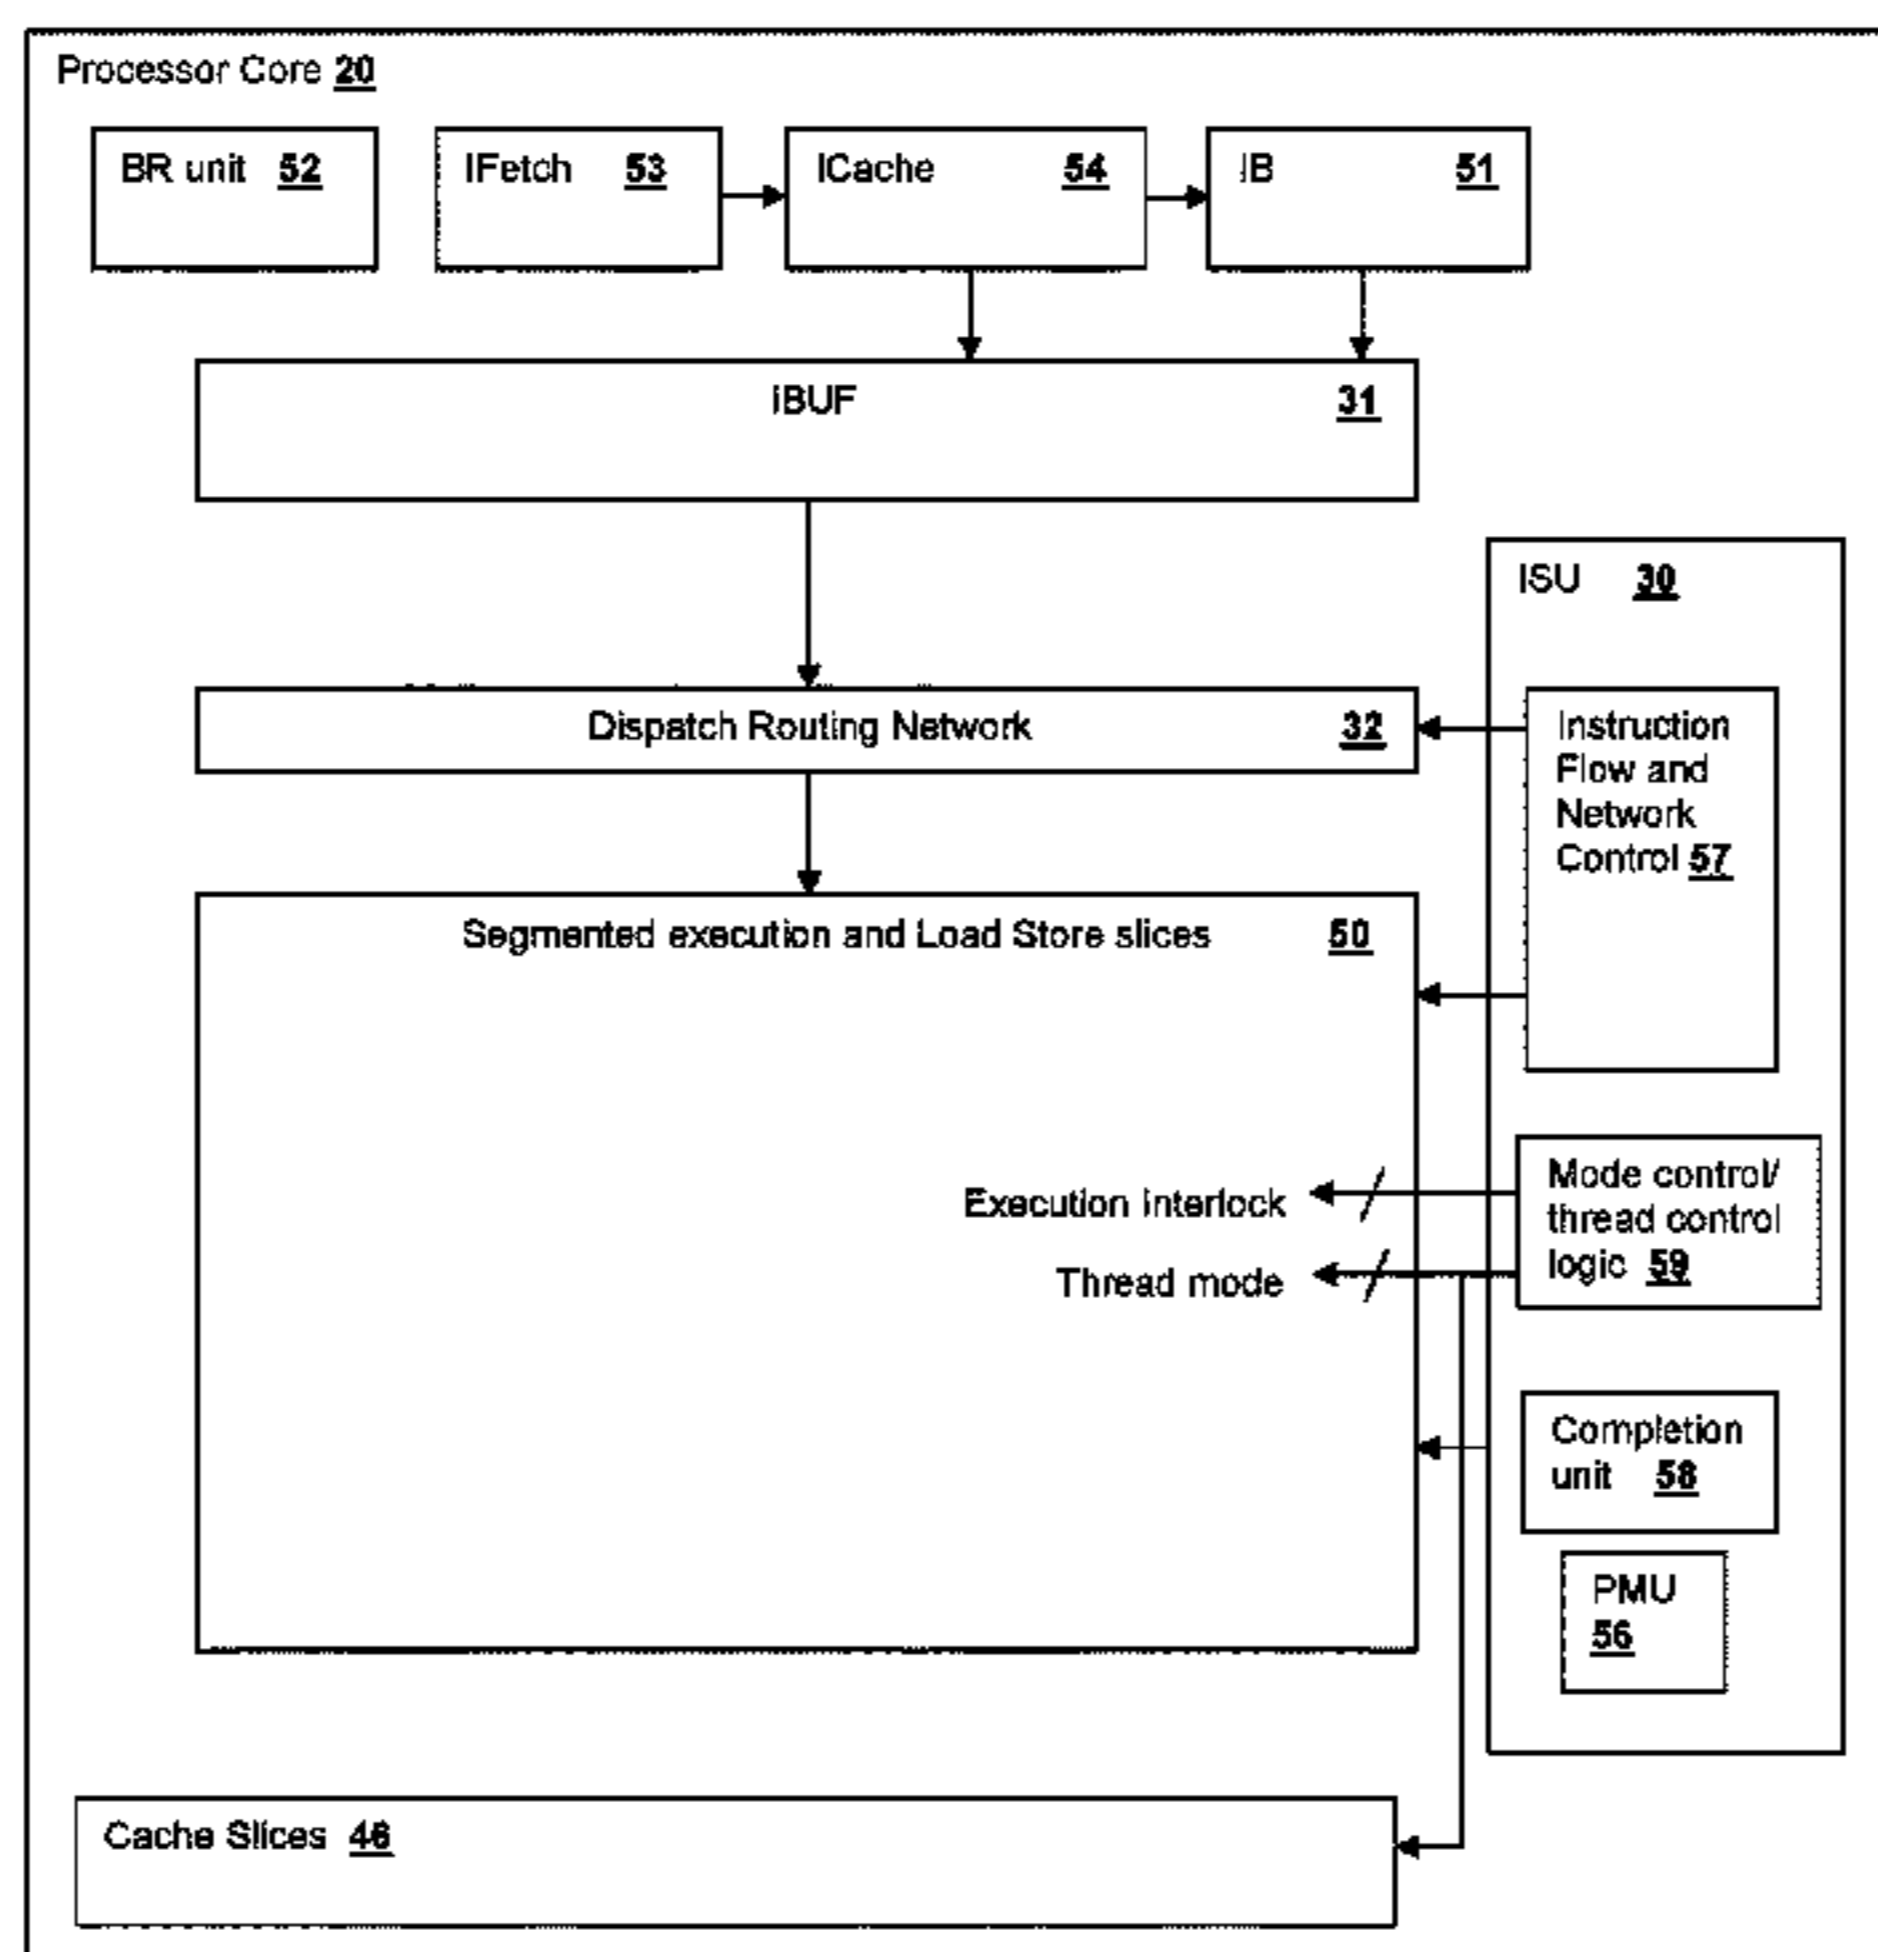 Processor Core 20
BR unit 52
IFetch 53
ICache 54
IB 51
IBUF 31
ISU 30
Dispatch Routing Network 32
Instruction
Flow and
Network
Control 57
Segmented execution and Load Store slices 50
Execution Interlock
Thread mode
Mode control/
thread control
logic 59
Completion
unit 58
PMU
56
Cache Slices 46